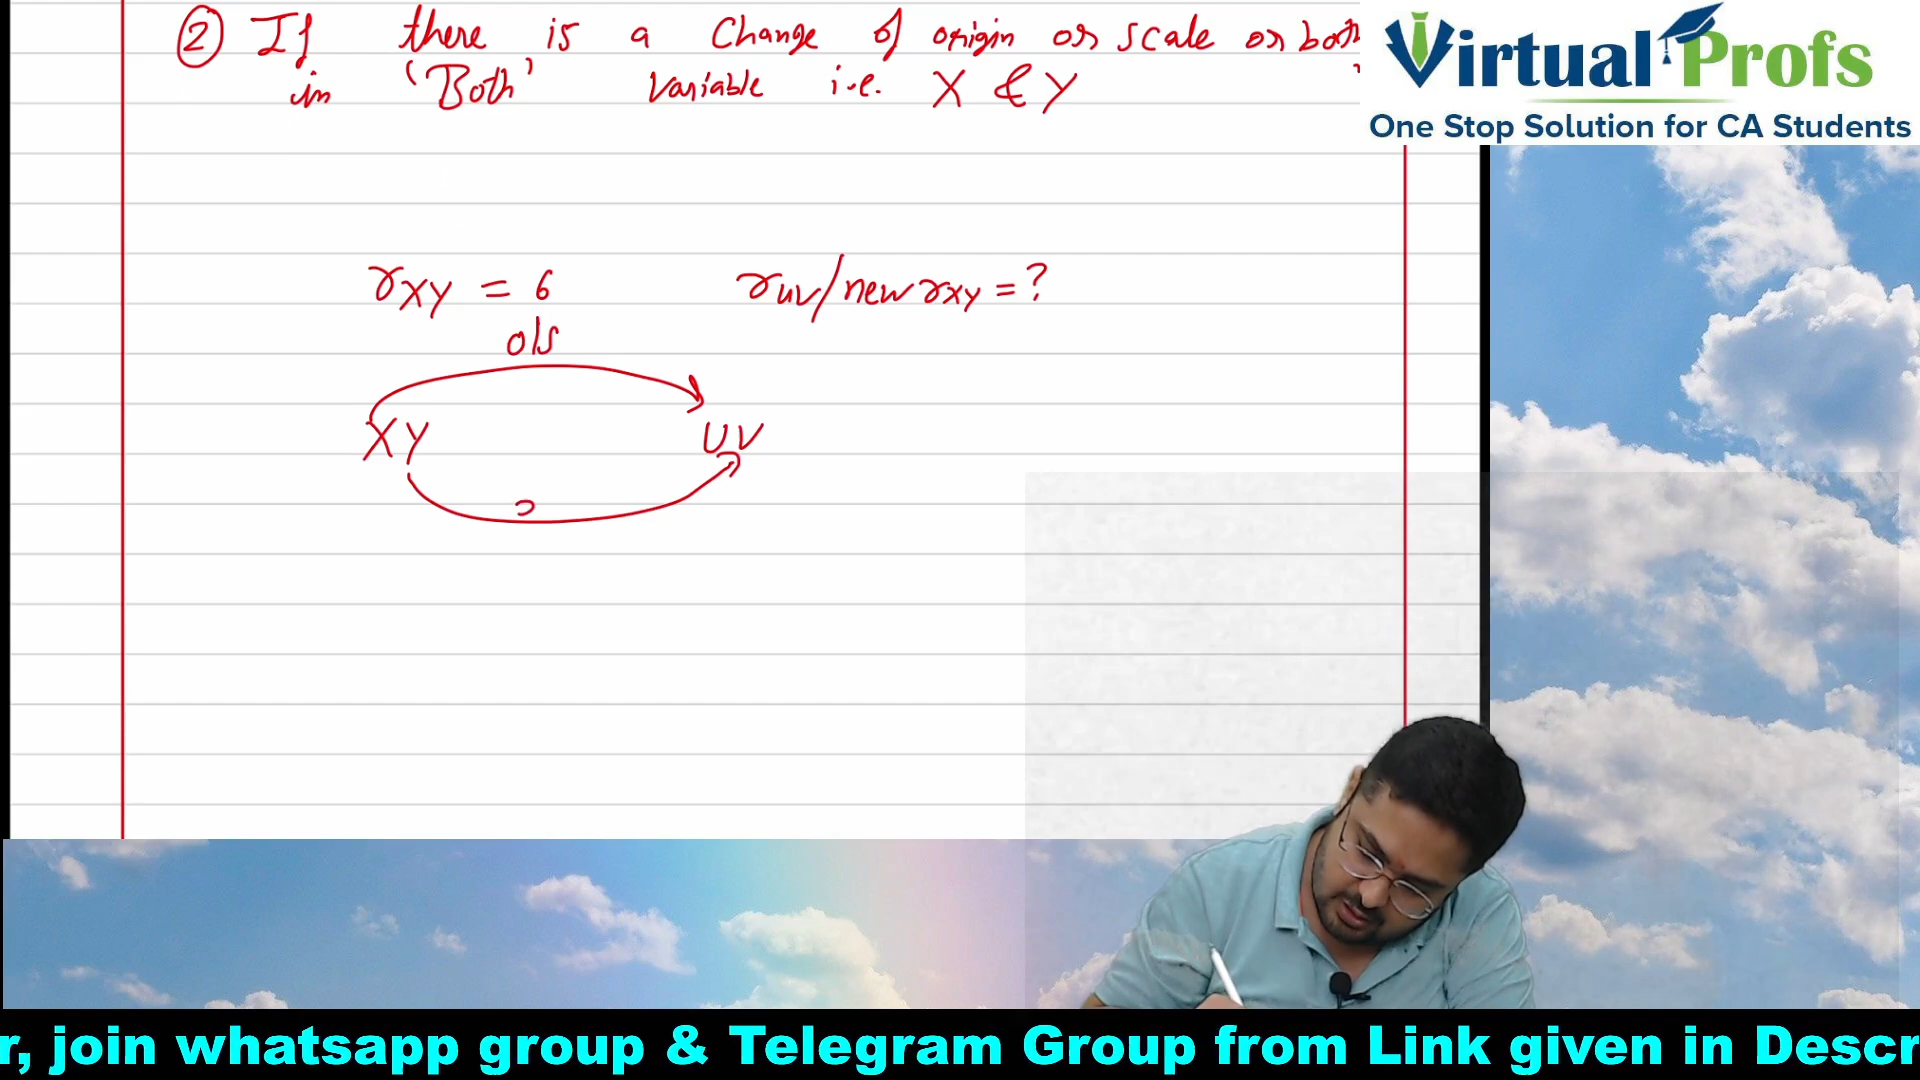 ② If there is a Change of origin or scale or both
in 'Both' variable i.e. X & Y
VirtualProfs
One Stop Solution for CA Students
rxy = 6
ruv/new rxy = ?
o/s
XY
UV
r, join whatsapp group & Telegram Group from Link given in Descr